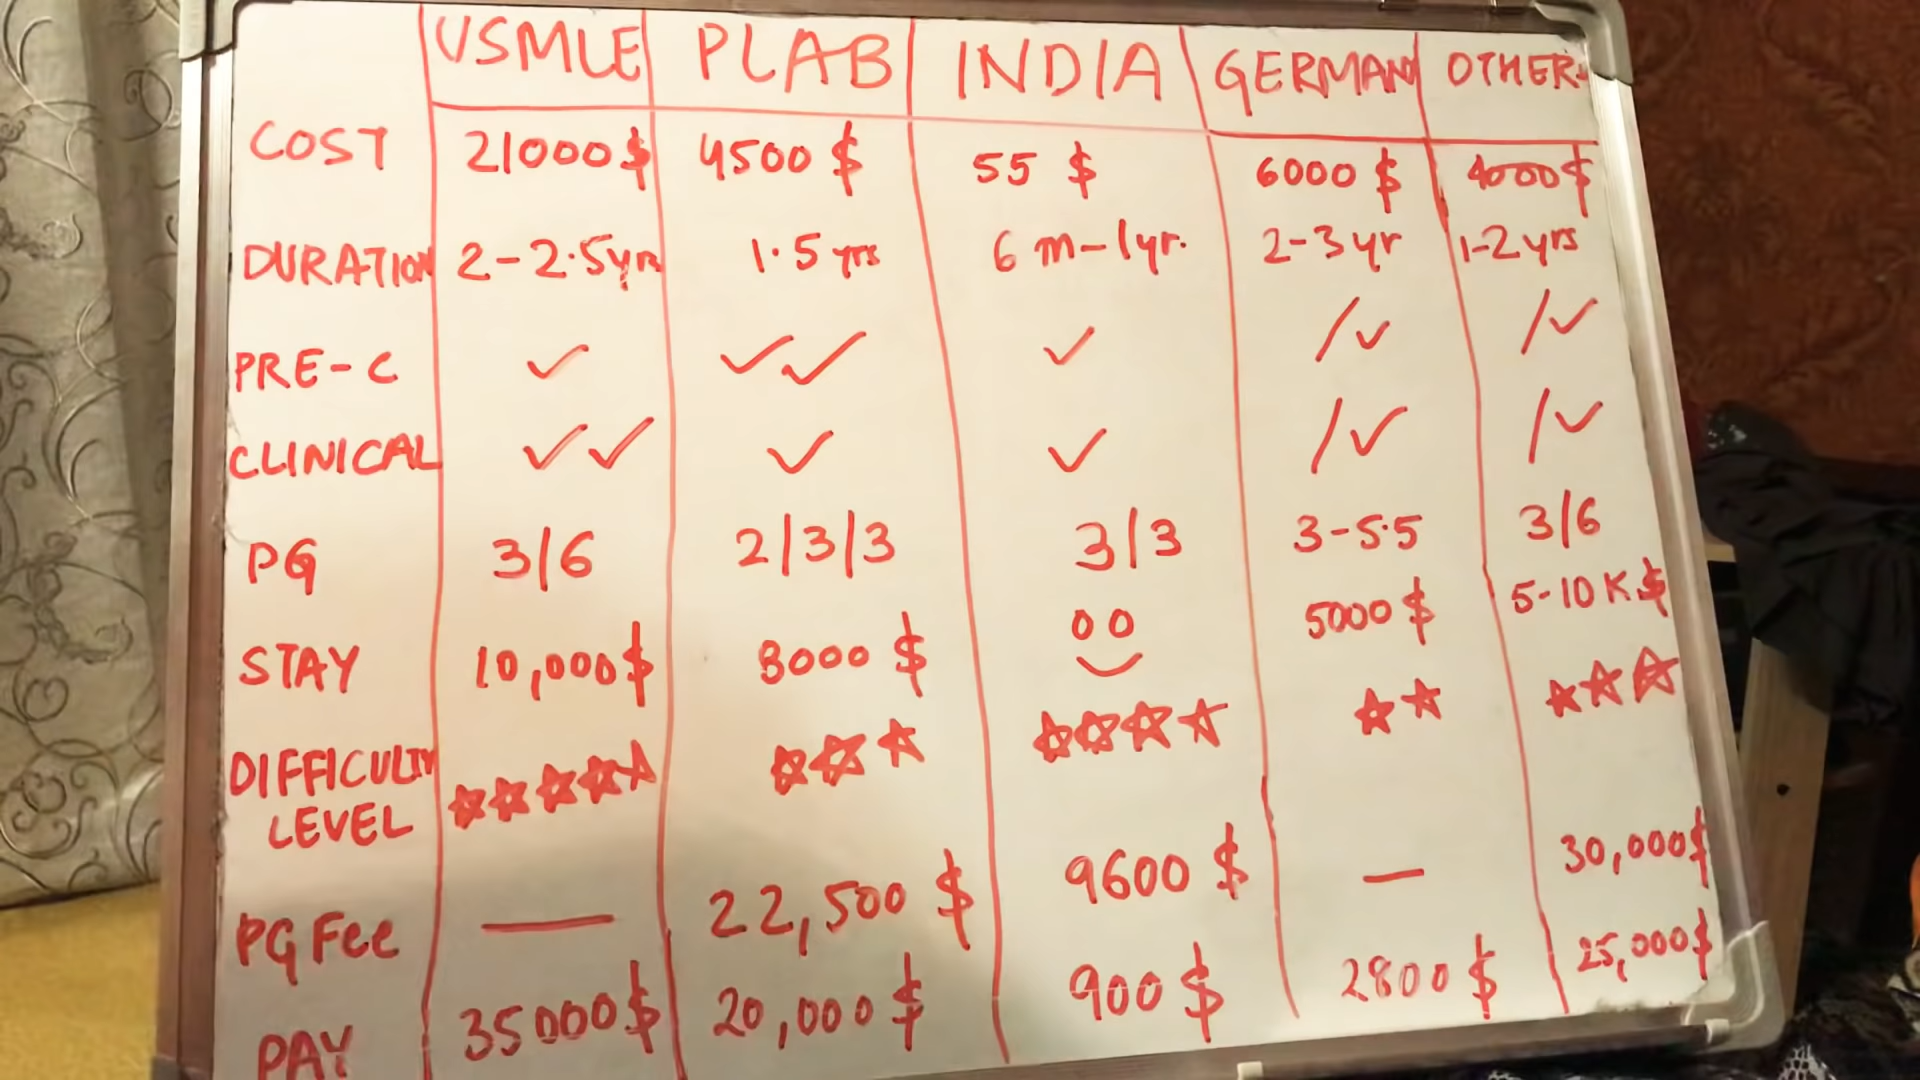 USMLE PLAB INDIA GERMANY OTHER
COST 21000$ 4500$ 55$ 6000$ 4000$
DURATION 2-2.5yrs 1.5yrs 6m-1yr. 2-3yr 1-2yrs
PRE-C ✓ ✓✓ ✓ /✓ /✓
CLINICAL ✓✓ ✓ ✓ /✓ /✓
PG 3/6 2/3/3 3/3 3-5.5 3/6
STAY 10,000$ 8000$ 00 5000$ 5-10K$
DIFFICULTY LEVEL ☆☆☆☆☆ ☆☆☆ ☆☆☆☆ ☆☆ ☆☆☆
PG Fee — 22,500$ 9600$ — 30,000$
PAY 35000$ 20,000$ 900$ 2800$ 25,000$